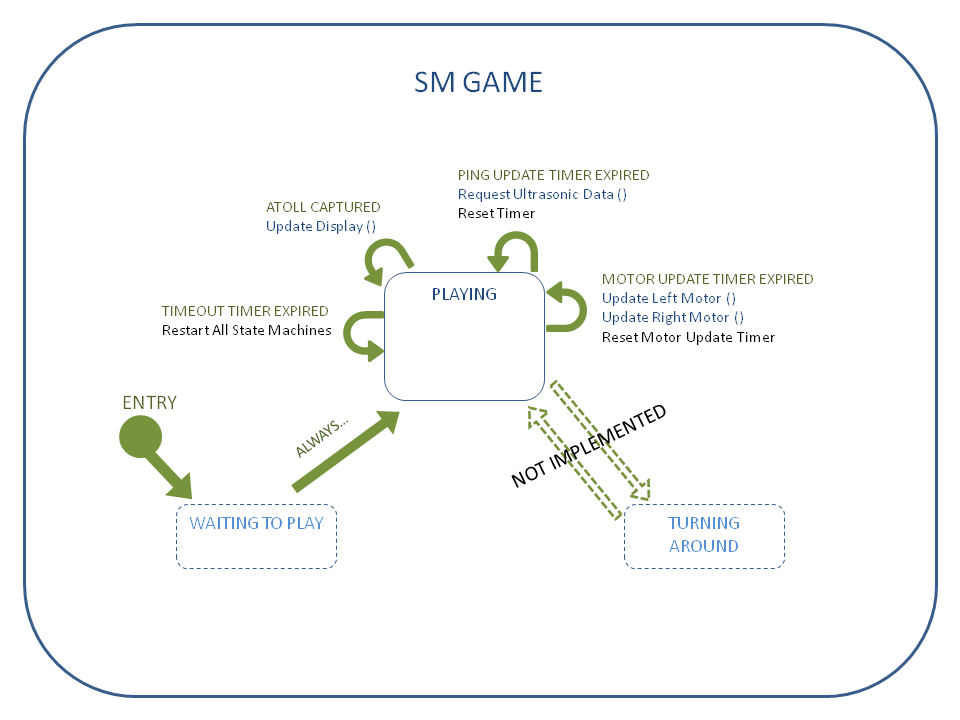 SM GAME
PING UPDATE TIMER EXPIRED
Request Ultrasonic Data ()
Reset Timer
ATOLL CAPTURED
Update Display ()
MOTOR UPDATE TIMER EXPIRED
Update Left Motor ()
Update Right Motor ()
Reset Motor Update Timer
PLAYING
TIMEOUT TIMER EXPIRED
Restart All State Machines
ENTRY
ALWAYS...
NOT IMPLEMENTED
WAITING TO PLAY
TURNING
AROUND